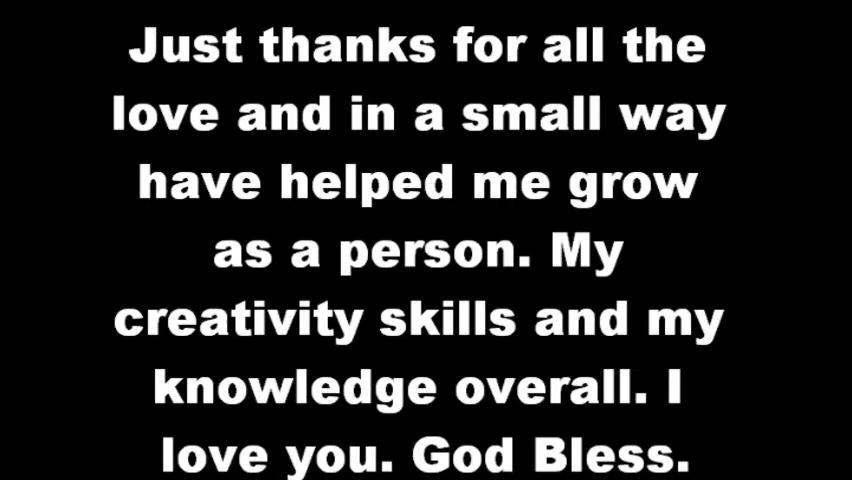 Just thanks for all the
love and in a small way
have helped me grow
as a person. My
creativity skills and my
knowledge overall. I
love you. God Bless.